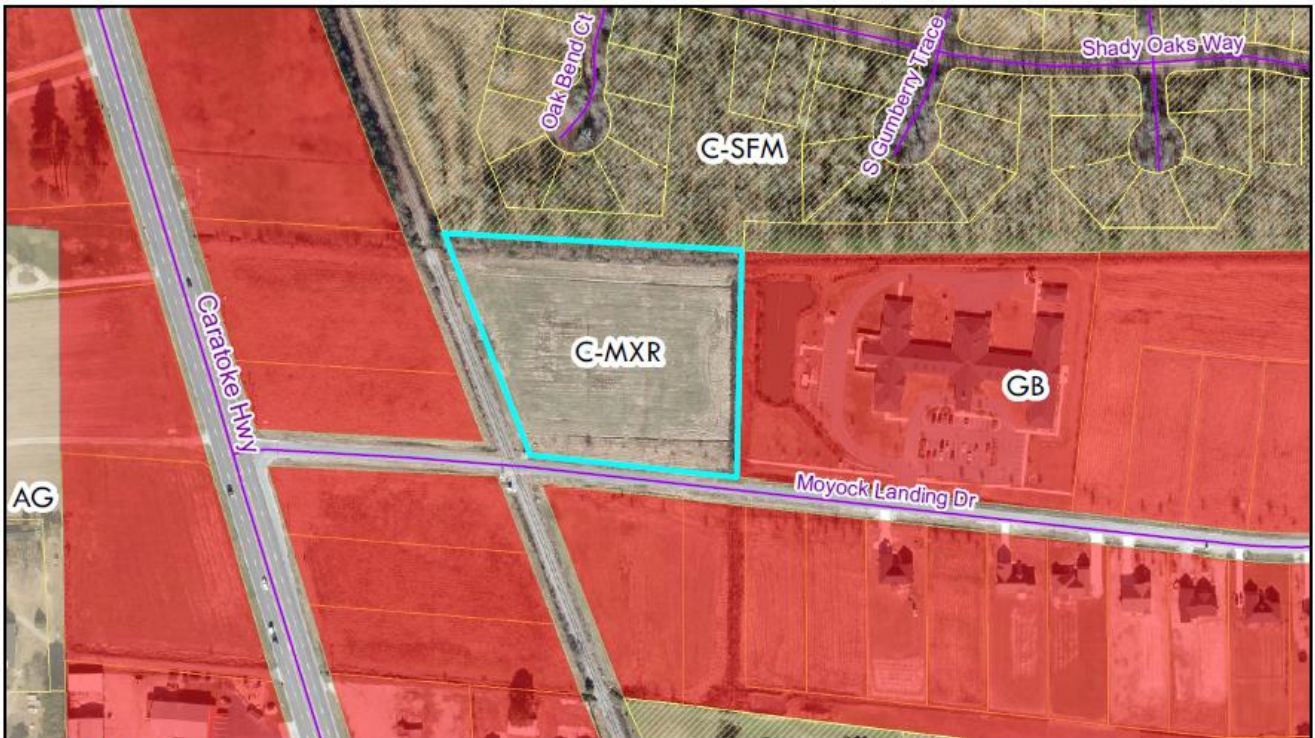 Oak Bend Ct
S Gumberry Trace
Shady Oaks Way
C-SFM
Caratoke Hwy
C-MXR
GB
AG
Moyock Landing Dr